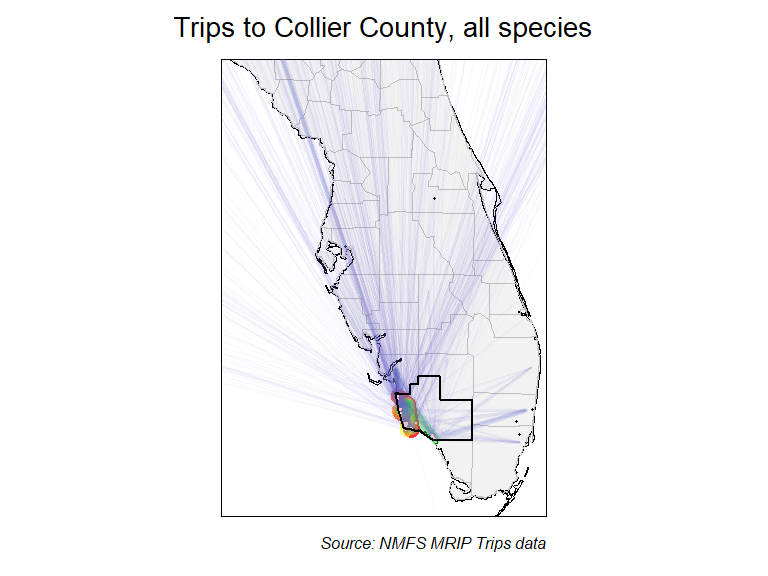 Trips to Collier County, all species
Source: NMFS MRIP Trips data